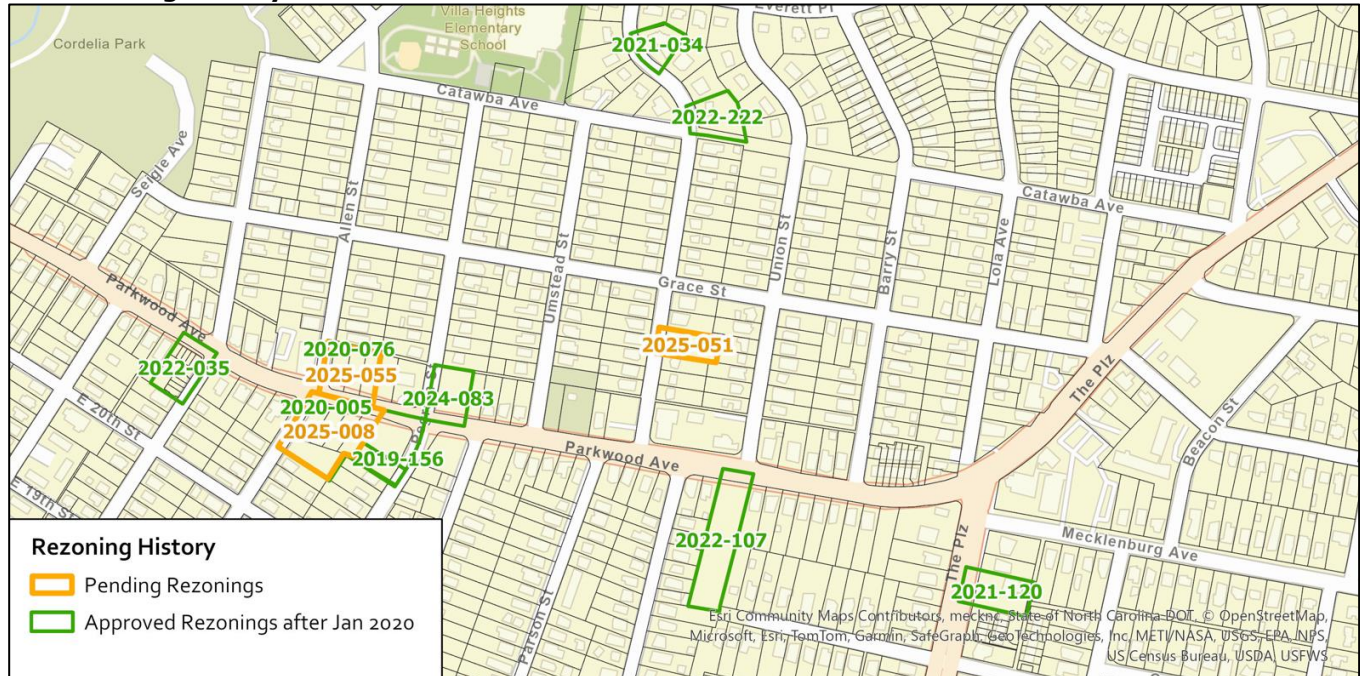 Cordelia Park
Villa Heights
Elementary
School
Everett Pl
2021-034
2022-222
Catawba Ave
Seigle Ave
Allen St
Catawba Ave
Umstead St
Union St
Barry St
Lola Ave
Grace St
Parkwood Ave
2022-035
2020-076
2025-055
2024-083
2025-051
2020-005
2025-008
2019-156
The Plz
E 20th St
Parkwood Ave
Beacon St
E 19th St
2022-107
Mecklenburg Ave
The Plz
2021-120
Parson St
Rezoning History
Pending Rezonings
Approved Rezonings after Jan 2020
Esri Community Maps Contributors, mecknc, State of North Carolina DOT, © OpenStreetMap,
Microsoft, Esri, TomTom, Garmin, SafeGraph, GeoTechnologies, Inc, METI/NASA, USGS, EPA, NPS,
US Census Bureau, USDA, USFWS